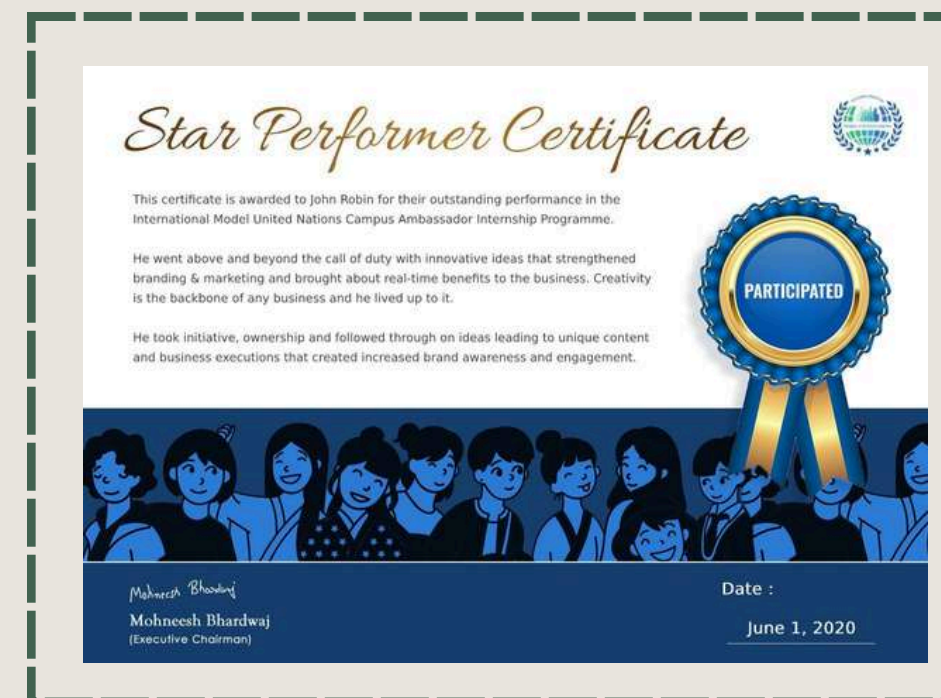 Star Performer Certificate
This certificate is awarded to John Robin for their outstanding performance in the
International Model United Nations Campus Ambassador Internship Programme.
He went above and beyond the call of duty with innovative ideas that strengthened
branding & marketing and brought about real-time benefits to the business. Creativity
is the backbone of any business and he lived up to it.
He took initiative, ownership and followed through on ideas leading to unique content
and business executions that created increased brand awareness and engagement.
PARTICIPATED
Mohneesh Bhardwaj
Mohneesh Bhardwaj
(Executive Chairman)
Date :
June 1, 2020